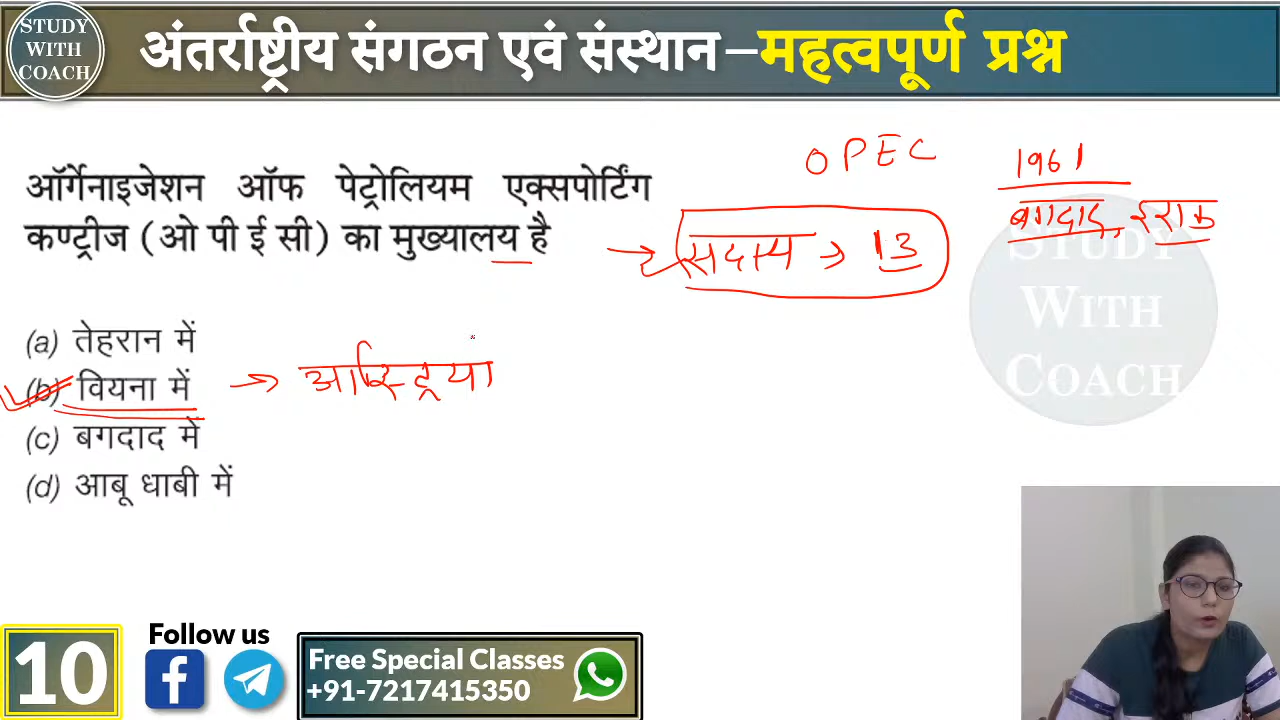 STUDY
WITH
COACH
अंतर्राष्ट्रीय संगठन एवं संस्थान–महत्वपूर्ण प्रश्न
ऑर्गेनाइजेशन ऑफ पेट्रोलियम एक्सपोर्टिंग
कण्ट्रीज (ओ पी ई सी) का मुख्यालय है
OPEC
1961
बगदाद, इराक
सदस्य → 13
(a) तेहरान में
(b) वियना में → आस्ट्रिया
(c) बगदाद में
(d) आबू धाबी में
STUDY
WITH
COACH
10
Follow us
Free Special Classes
+91-7217415350